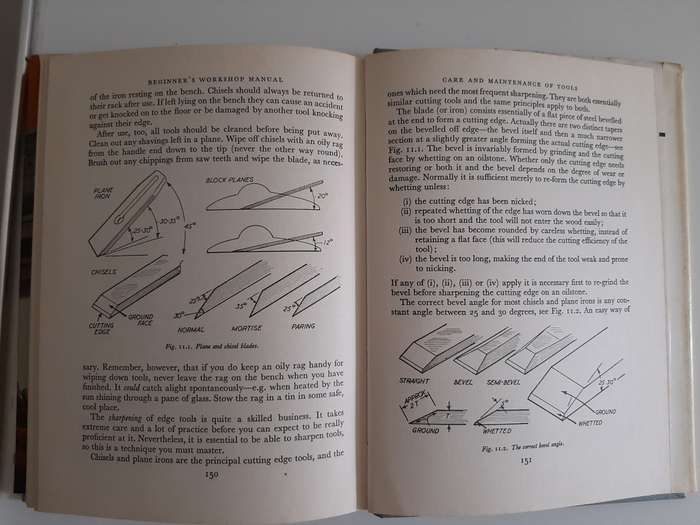 BEGINNER'S WORKSHOP MANUAL
of the iron resting on the bench. Chisels should always be returned to
their rack after use. If left lying on the bench they can cause an accident
or get knocked on to the floor or be damaged by another tool knocking
against their edge.
After use, too, all tools should be cleaned before being put away.
Clean out any shavings left in a plane. Wipe off chisels with an oily rag
from the handle end down to the tip (never the other way round).
Brush out any chippings from saw teeth and wipe the blade, as neces-
PLANE
IRON
25-30°
30-35°
45°
BLOCK PLANES
20°
12°
CHISELS
CUTTING
EDGE
GROUND
FACE
25°
30°
NORMAL
35°
MORTISE
25°
PARING
Fig. 11.1. Plane and chisel blades.
sary. Remember, however, that if you do keep an oily rag handy for
wiping down tools, never leave the rag on the bench when you have
finished. It could catch alight spontaneously—e.g. when heated by the
sun shining through a pane of glass. Stow the rag in a tin in some safe,
cool place.
The sharpening of edge tools is quite a skilled business. It takes
extreme care and a lot of practice before you can expect to be really
proficient at it. Nevertheless, it is essential to be able to sharpen tools,
so this is a technique you must master.
Chisels and plane irons are the principal cutting edge tools, and the
150
CARE AND MAINTENANCE OF TOOLS
ones which need the most frequent sharpening. They are both essentially
similar cutting tools and the same principles apply to both.
The blade (or iron) consists essentially of a flat piece of steel bevelled
at the end to form a cutting edge. Actually there are two distinct tapers
on the bevelled off edge—the bevel itself and then a much narrower
section at a slightly greater angle forming the actual cutting edge—see
Fig. 11.1. The bevel is invariably formed by grinding and the cutting
face by whetting on an oilstone. Whether only the cutting edge needs
restoring or both it and the bevel depends on the degree of wear or
damage. Normally it is sufficient merely to re-form the cutting edge by
whetting unless:
(i) the cutting edge has been nicked;
(ii) repeated whetting of the edge has worn down the bevel so that it
is too short and the tool will not enter the wood easily;
(iii) the bevel has become rounded by careless whetting, instead of
retaining a flat face (this will reduce the cutting efficiency of the
tool);
(iv) the bevel is too long, making the end of the tool weak and prone
to nicking.
If any of (i), (ii), (iii) or (iv) apply it is necessary first to re-grind the
bevel before sharpening the cutting edge on an oilstone.
The correct bevel angle for most chisels and plane irons is any con-
stant angle between 25 and 30 degrees, see Fig. 11.2. An easy way of
STRAIGHT
BEVEL
SEMI-BEVEL
25-30°
GROUND
WHETTED
APPROX
2T
T
GROUND
WHETTED
Fig. 11.2. The correct bevel angle.
151